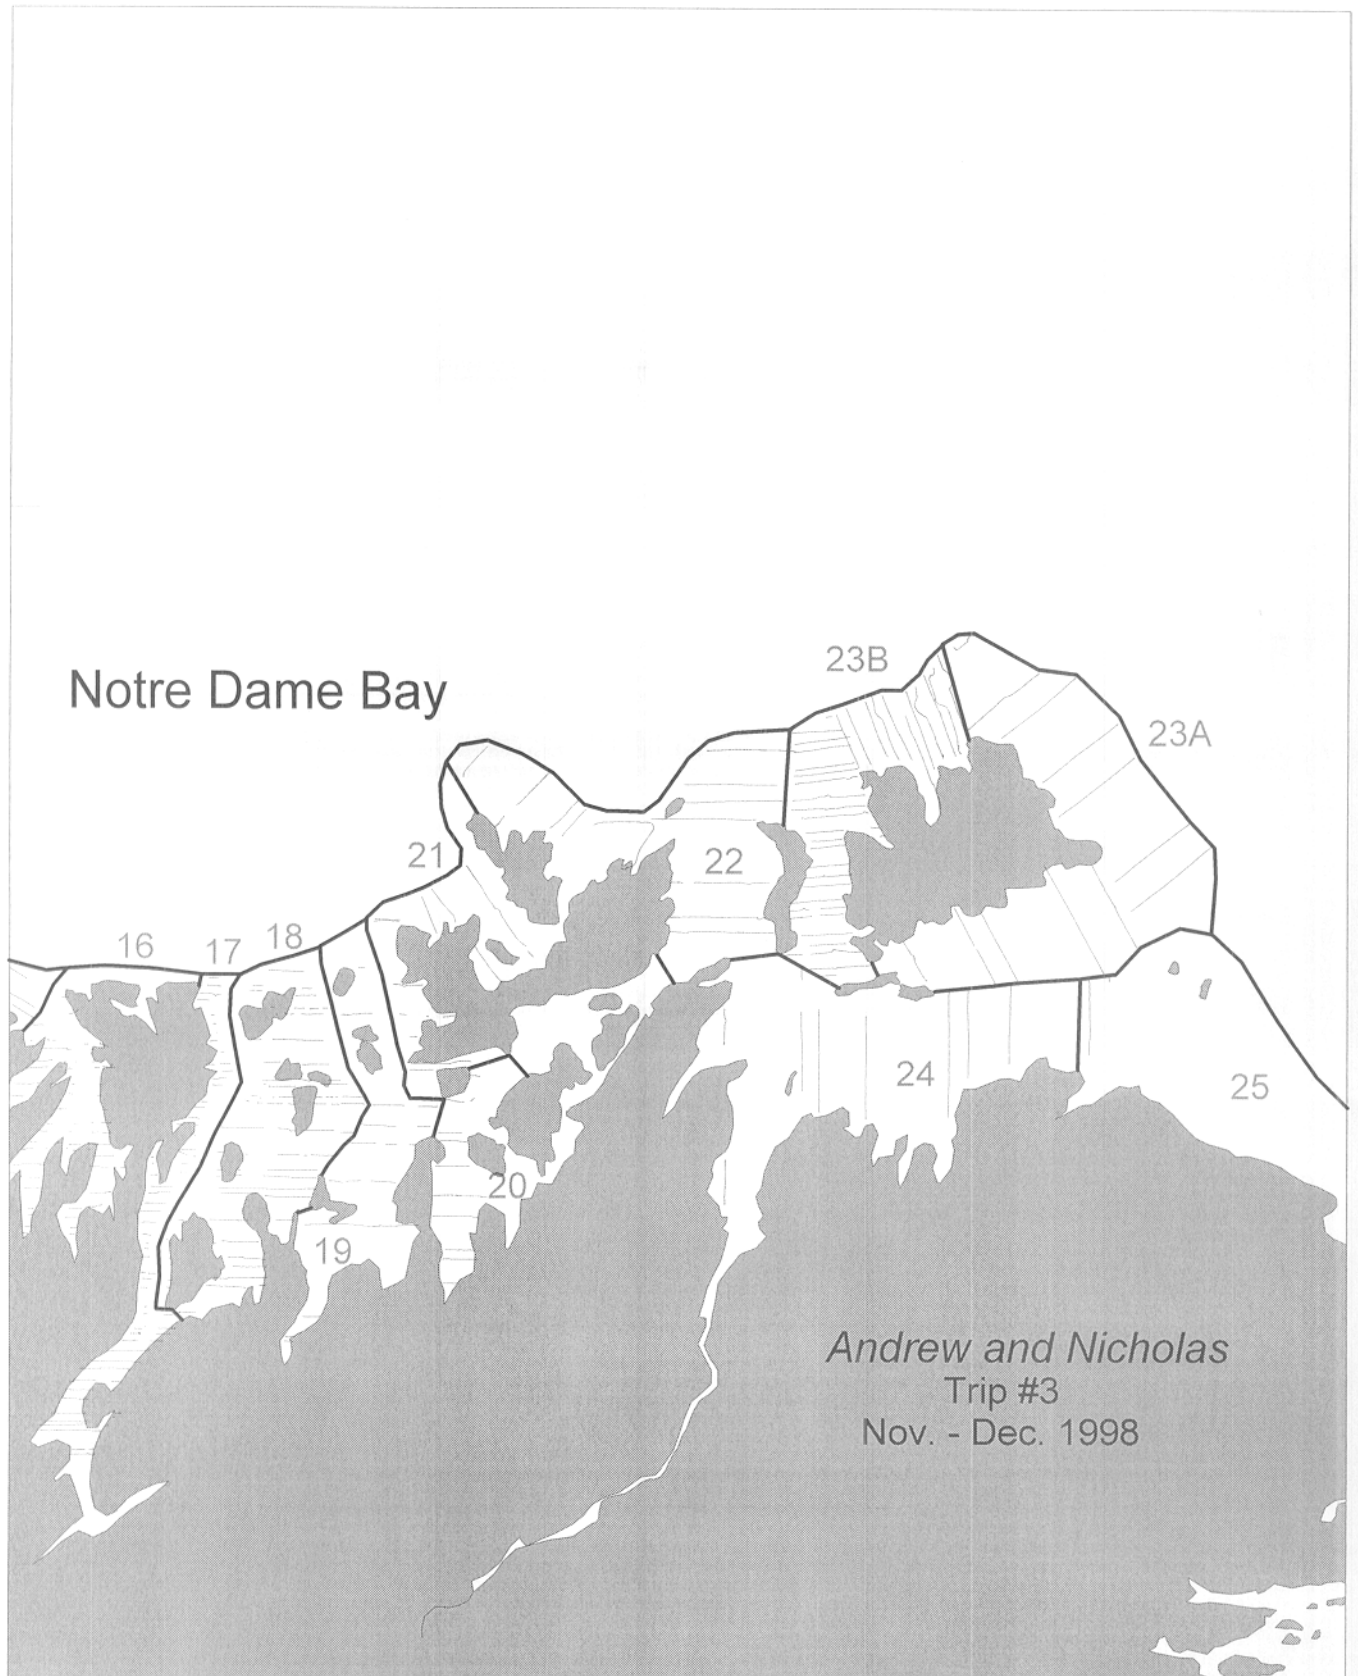 23B
Notre Dame Bay
23A
21
22
16
17
18
24
25
20
19
Andrew and Nicholas
Trip #3
Nov. - Dec. 1998